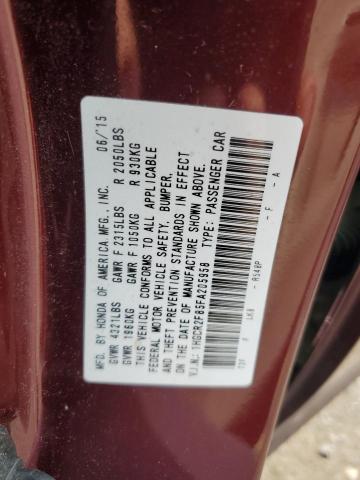 MFD. BY HONDA OF AMERICA MFG., INC. 06/15
GVWR 4321LBS GAWR F 2315LBS R 2050LBS
GVWR 1960KG GAWR F 1050KG R 930KG
THIS VEHICLE CONFORMS TO ALL APPLICABLE
FEDERAL MOTOR VEHICLE SAFETY, BUMPER,
AND THEFT PREVENTION STANDARDS IN EFFECT
ON THE DATE OF MANUFACTURE SHOWN ABOVE.
V.I.N.: 1HGCR2F85FA205958 TYPE: PASSENGER CAR
F - R548P - F - A